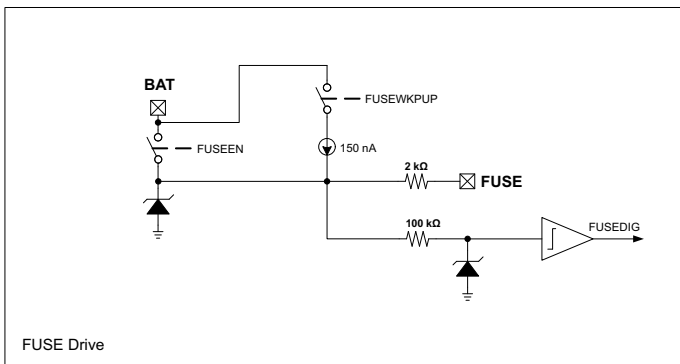 BAT
FUSEWKPUP
FUSEEN
150 nA
2 kΩ
FUSE
100 kΩ
FUSEDIG
FUSE Drive